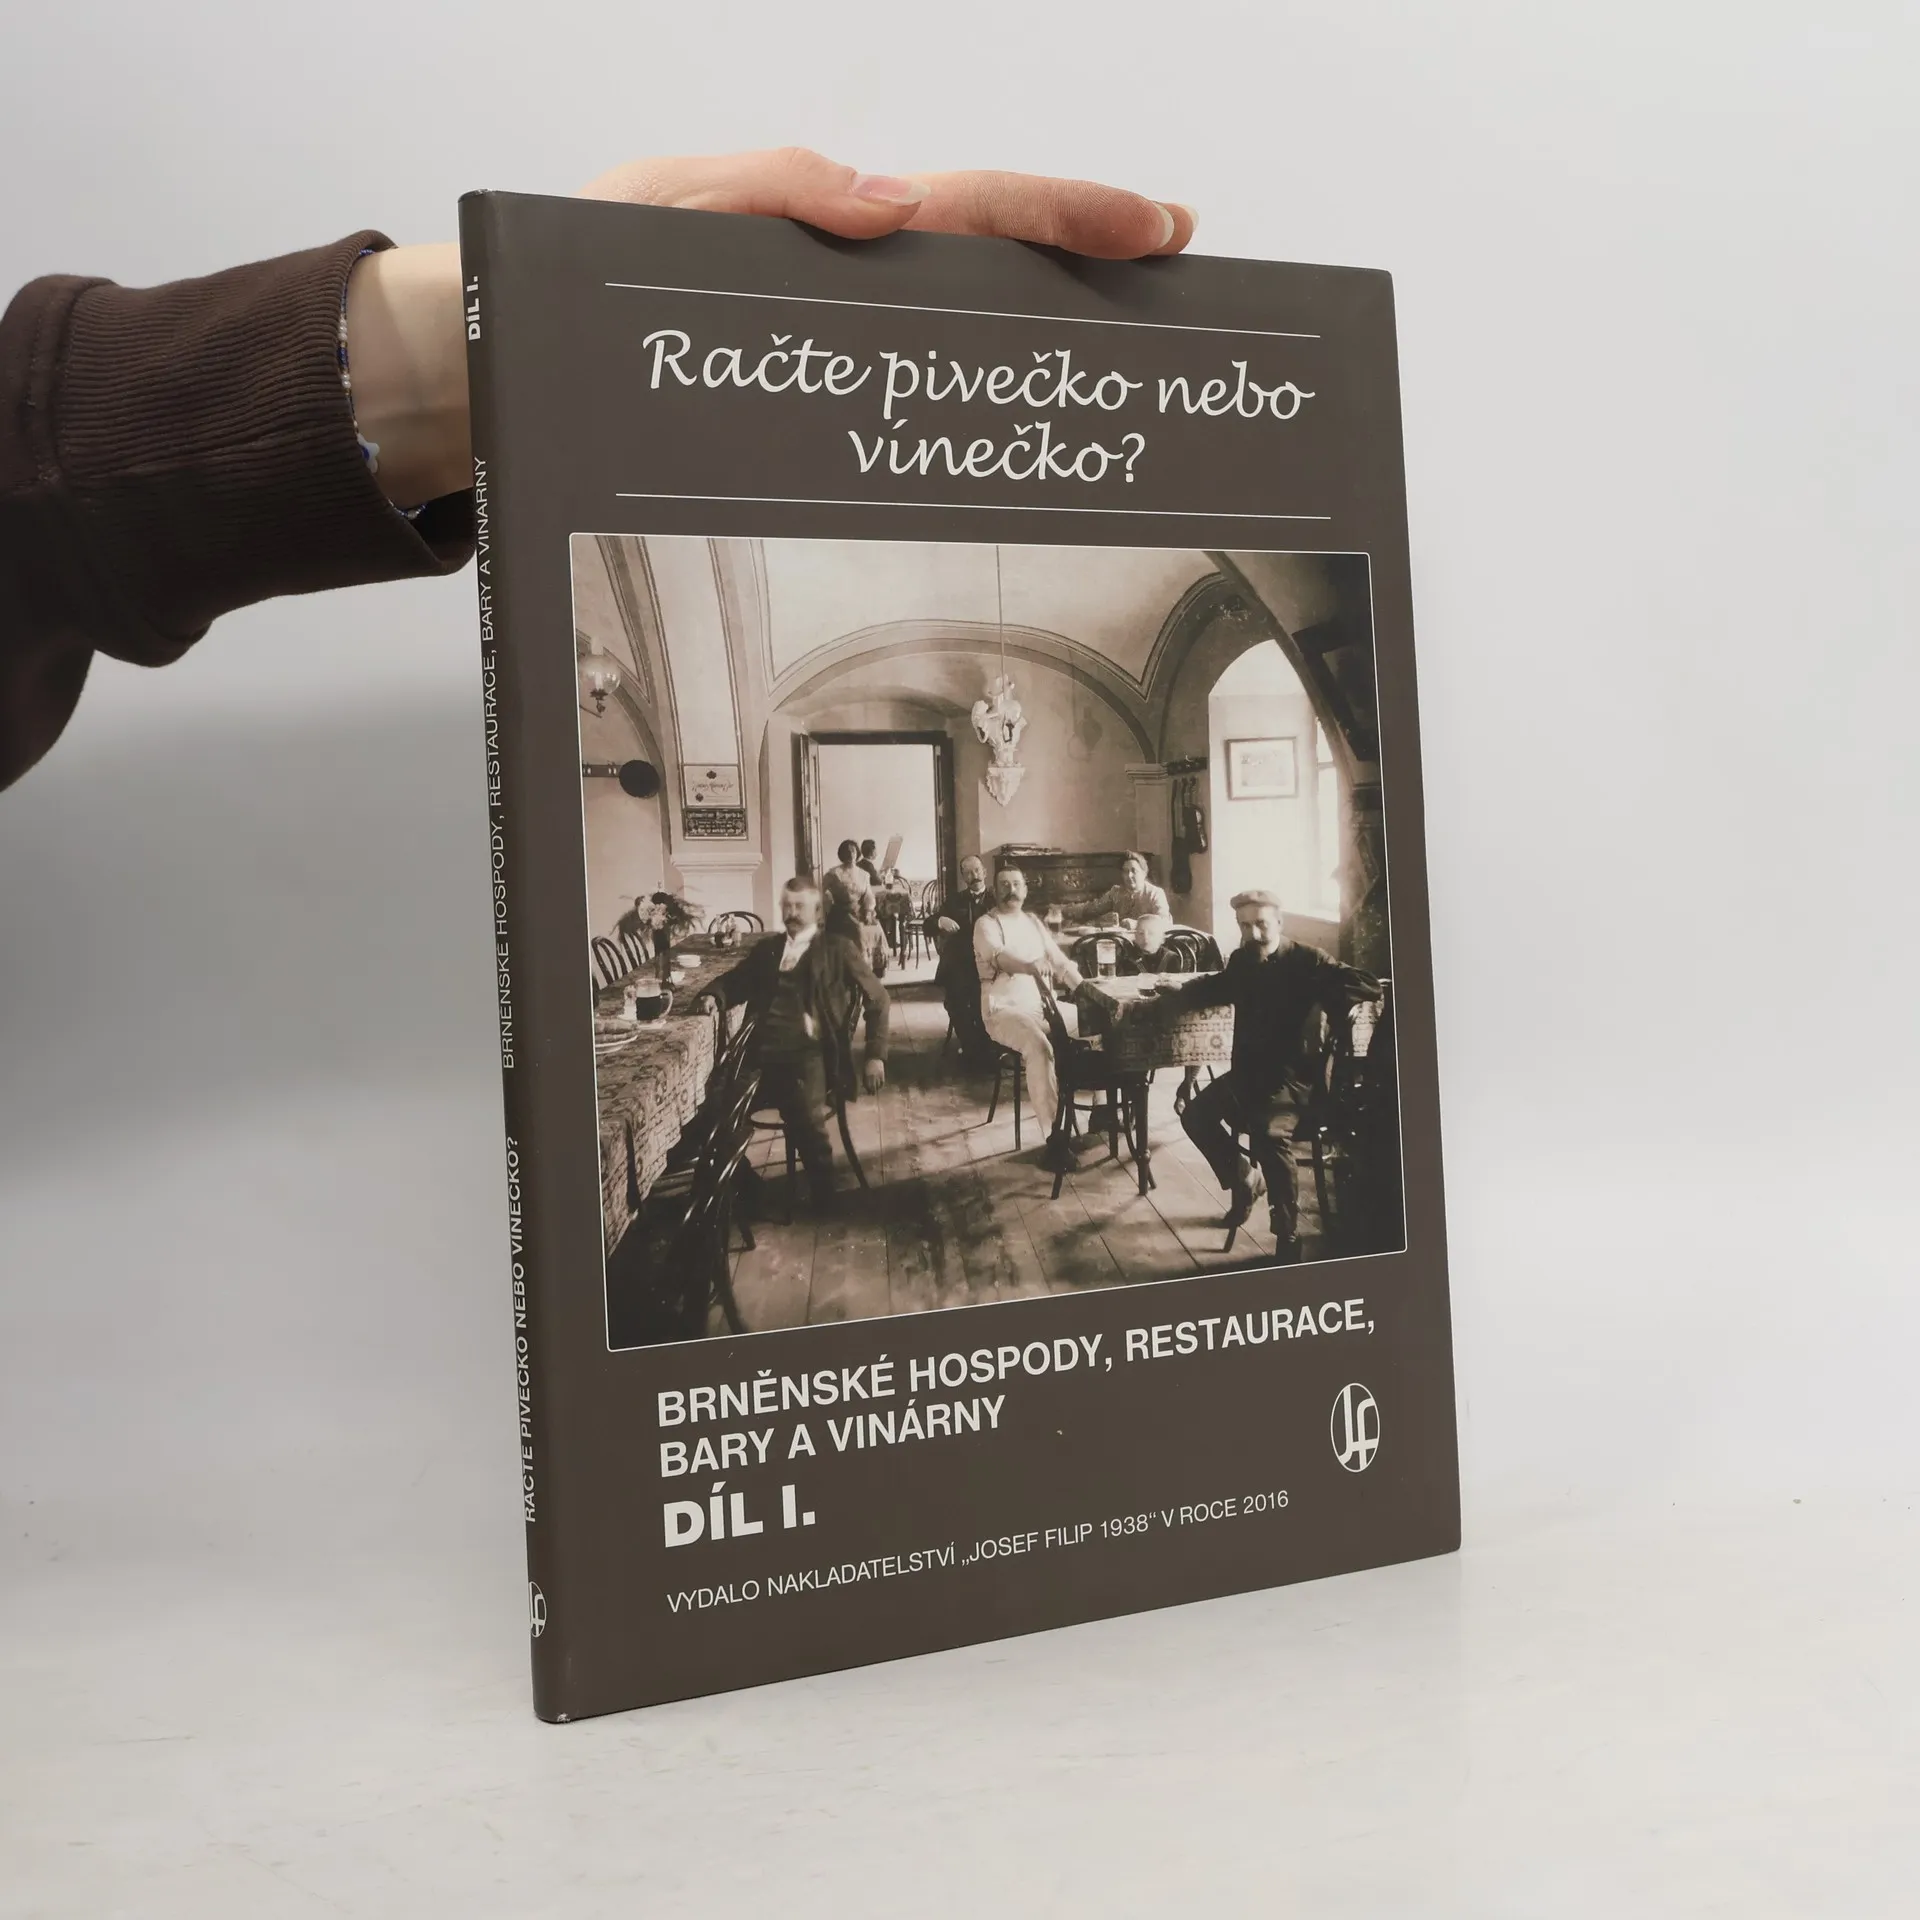 Račte pivečko nebo
vínečko?
BRNĚNSKÉ HOSPODY, RESTAURACE,
BARY A VINÁRNY
DÍL I.
VYDALO NAKLADATELSTVÍ „JOSEF FILIP 1938“ V ROCE 2016
JF
RAČTE PIVEČKO NEBO VÍNEČKO? BRNĚNSKÉ HOSPODY, RESTAURACE, BARY A VINÁRNY DÍL I.